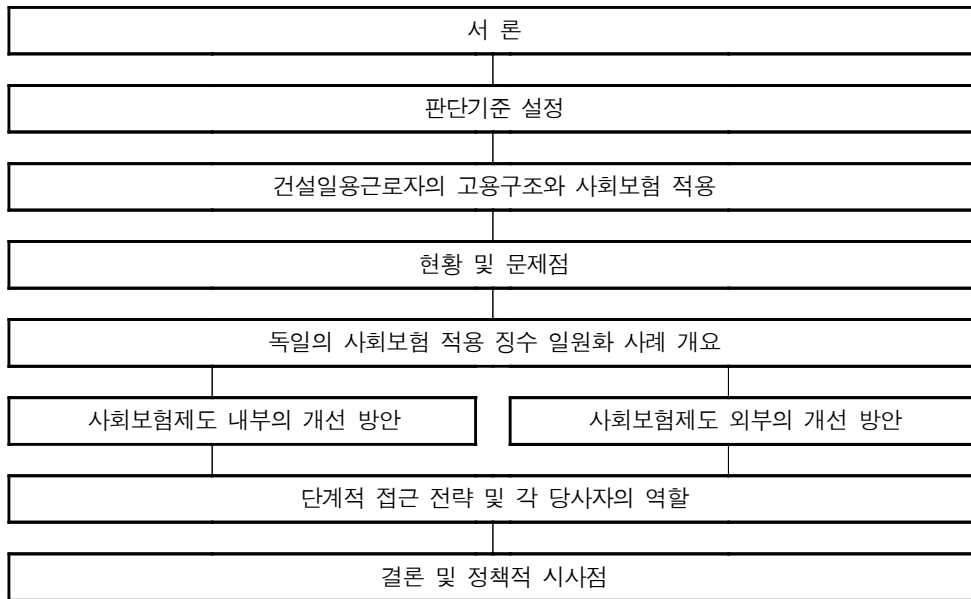 서 론
판단기준 설정
건설일용근로자의 고용구조와 사회보험 적용
현황 및 문제점
독일의 사회보험 적용 징수 일원화 사례 개요
사회보험제도 내부의 개선 방안
사회보험제도 외부의 개선 방안
단계적 접근 전략 및 각 당사자의 역할
결론 및 정책적 시사점